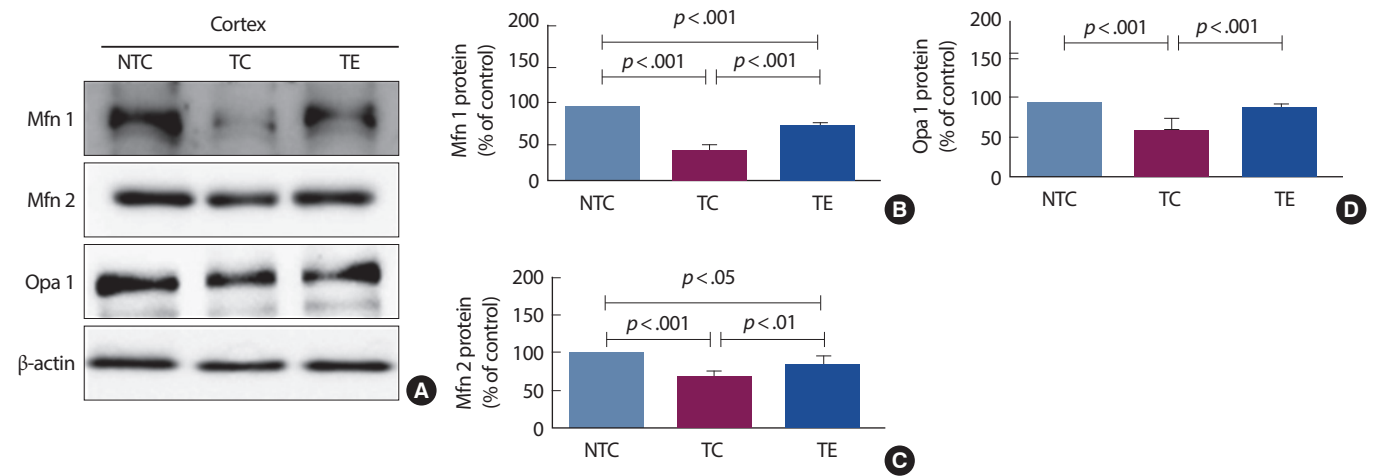 Cortex
NTC TC TE
Mfn 1
Mfn 2
Opa 1
β-actin
A
Mfn 1 protein
(% of control)
200
150
100
50
0
p<.001
p<.001 p<.001
NTC TC TE
B
Mfn 2 protein
(% of control)
200
150
100
50
0
p<.05
p<.001 p<.01
NTC TC TE
C
Opa 1 protein
(% of control)
200
150
100
50
0
p<.001 p<.001
NTC TC TE
D